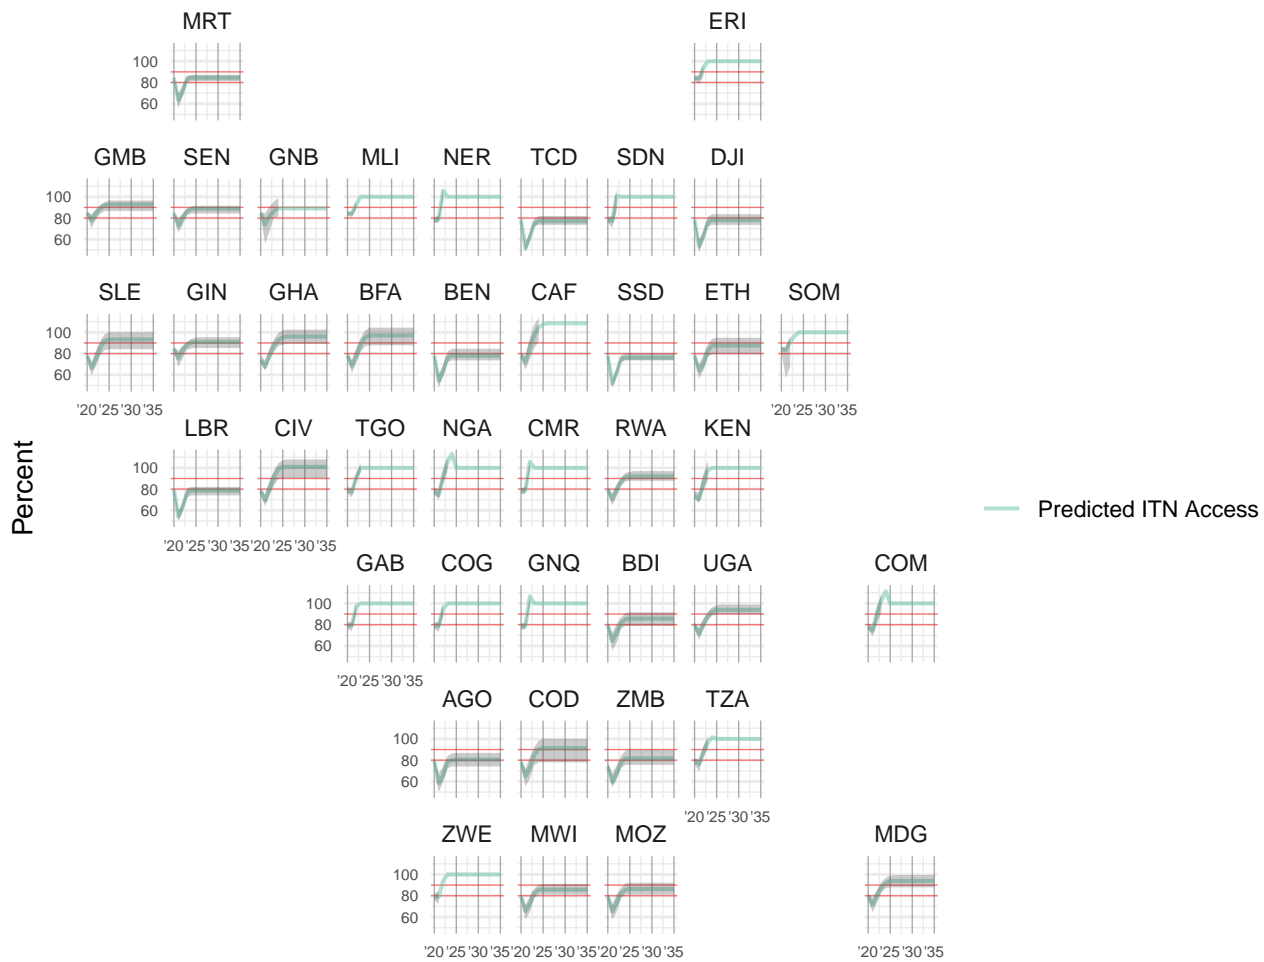 MRT ERI
100
80
60
GMB SEN GNB MLI NER TCD SDN DJI
100
80
60
SLE GIN GHA BFA BEN CAF SSD ETH SOM
100
80
60
'20 '25 '30 '35 '20 '25 '30 '35
LBR CIV TGO NGA CMR RWA KEN
100
80
60
'20 '25 '30 '35 '20 '25 '30 '35
GAB COG GNQ BDI UGA COM
100
80
60
'20 '25 '30 '35
AGO COD ZMB TZA
100
80
60
'20 '25 '30 '35
ZWE MWI MOZ MDG
100
80
60
'20 '25 '30 '35 '20 '25 '30 '35 '20 '25 '30 '35 '20 '25 '30 '35
Percent
Predicted ITN Access